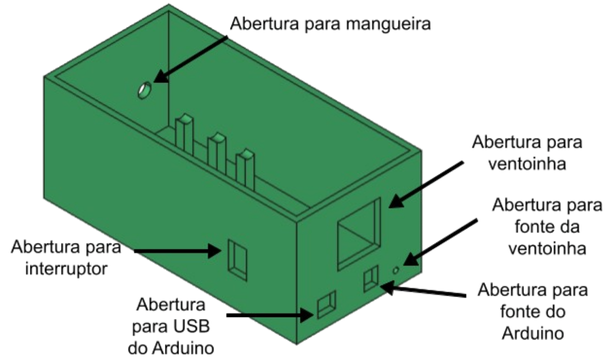 Abertura para mangueira
Abertura para
ventoinha
Abertura para
fonte da
ventoinha
Abertura para
interruptor
Abertura
para USB
do Arduino
Abertura para
fonte do
Arduino